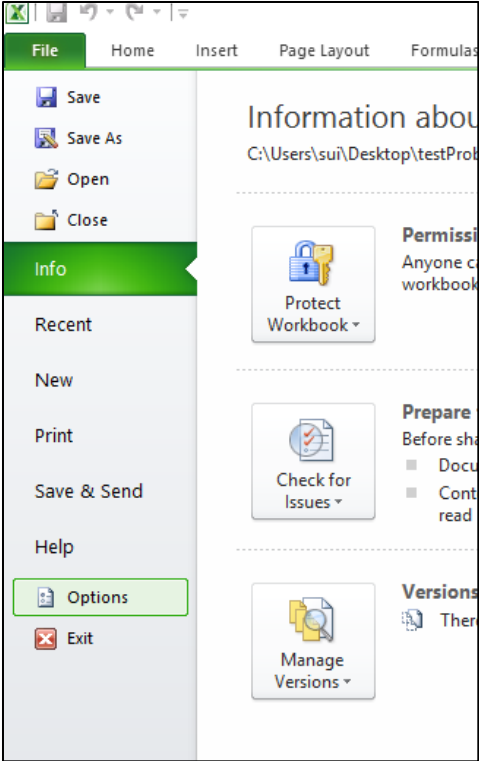 File Home Insert Page Layout Formulas
Save
Save As
Open
Close
Info
Recent
New
Print
Save & Send
Help
Options
Exit
Information abou
C:\Users\sui\Desktop\testProb
Protect
Workbook
Permissi
Anyone ca
workbook
Check for
Issues
Prepare
Before sha
Docu
Cont
read
Manage
Versions
Versions
Ther